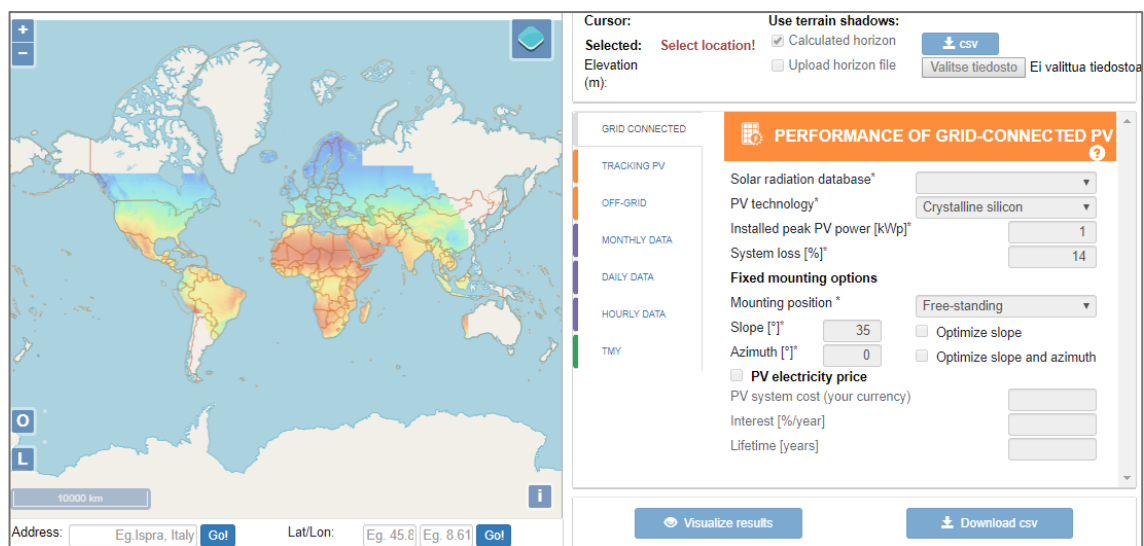 +
−
Cursor:
Use terrain shadows:
Selected: Select location!
Calculated horizon
csv
Elevation
(m):
Upload horizon file
Valitse tiedosto Ei valittua tiedostoa
GRID CONNECTED
TRACKING PV
OFF-GRID
MONTHLY DATA
DAILY DATA
HOURLY DATA
TMY
PERFORMANCE OF GRID-CONNECTED PV
?
Solar radiation database*
PV technology* Crystalline silicon
Installed peak PV power [kWp]* 1
System loss [%]* 14
Fixed mounting options
Mounting position * Free-standing
Slope [°]* 35 Optimize slope
Azimuth [°]* 0 Optimize slope and azimuth
PV electricity price
PV system cost (your currency)
Interest [%/year]
Lifetime [years]
O
L
10000 km
i
Address: Eg.Ispra, Italy Go! Lat/Lon: Eg. 45.8 Eg. 8.61 Go!
Visualize results
Download csv